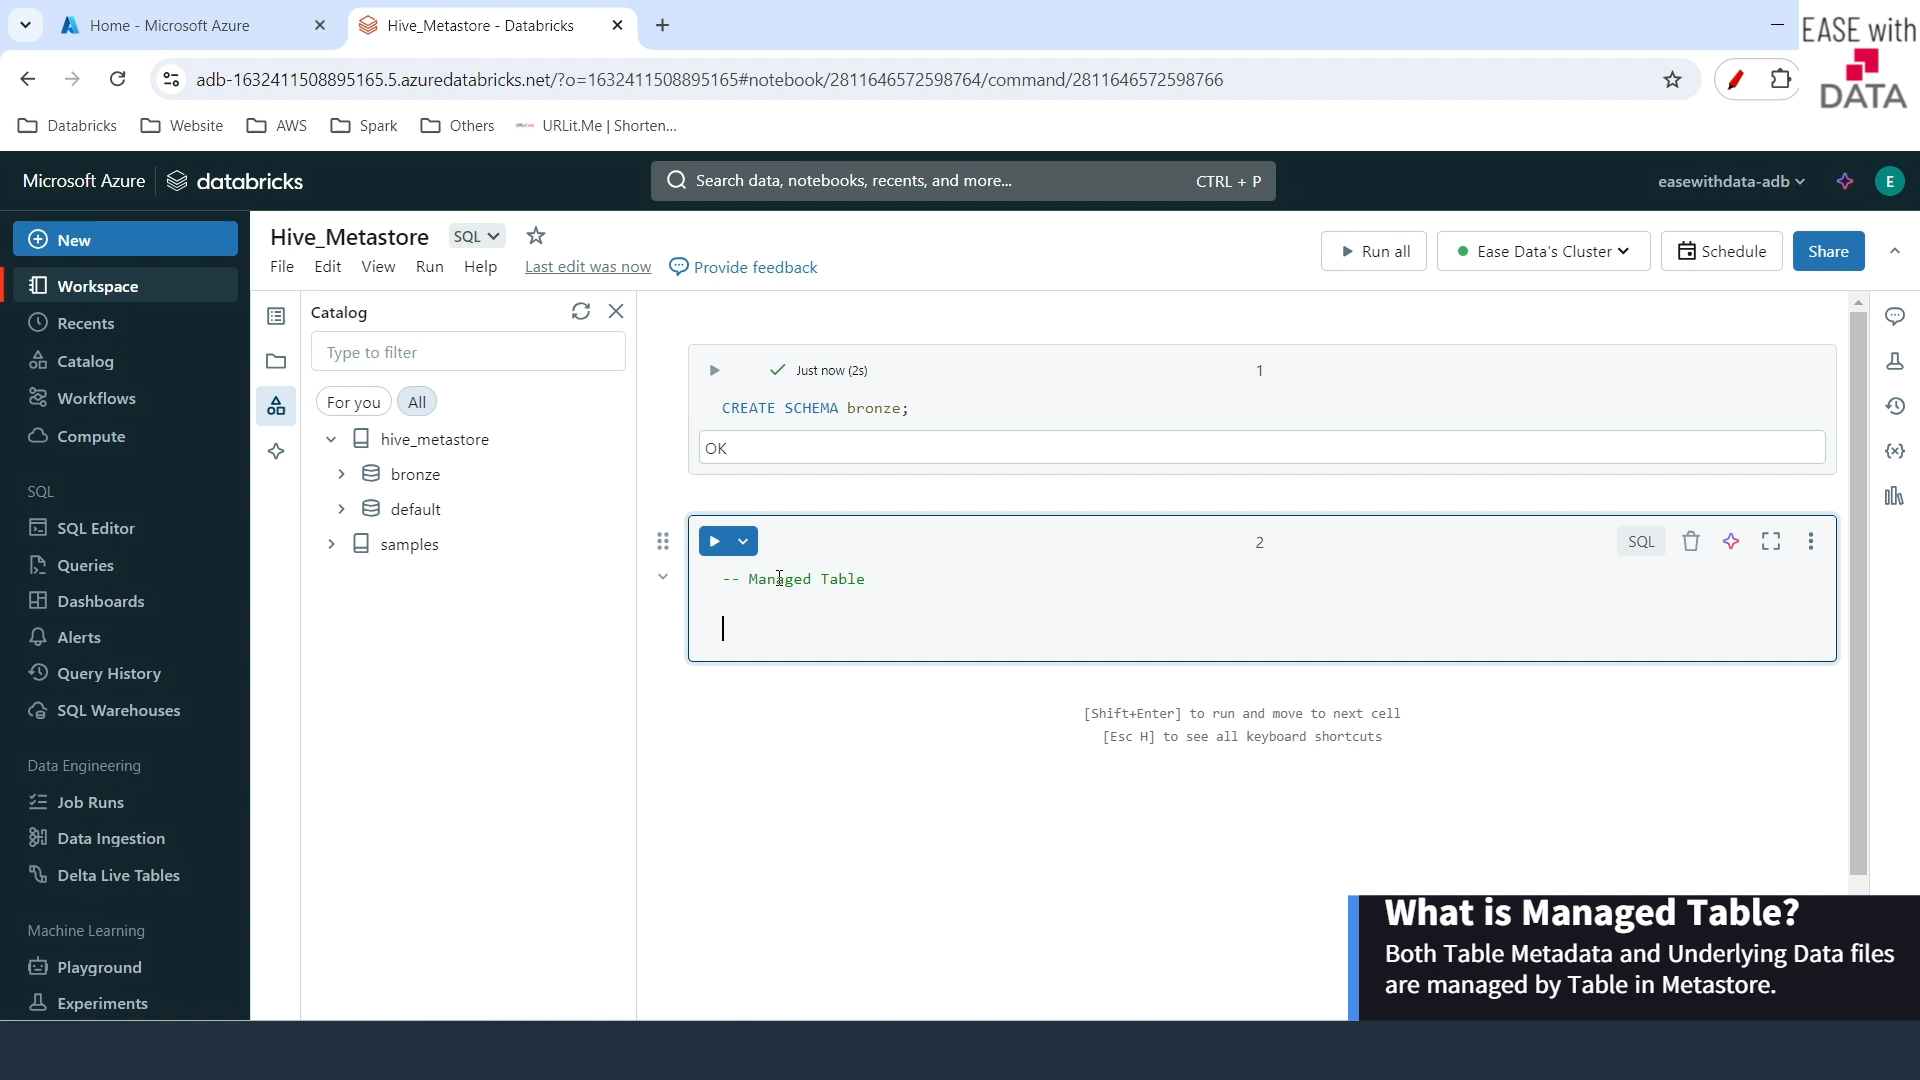 Home - Microsoft Azure
Hive_Metastore - Databricks
EASE with
DATA
adb-1632411508895165.5.azuredatabricks.net/?o=1632411508895165#notebook/2811646572598764/command/2811646572598766
Databricks
Website
AWS
Spark
Others
URLit.Me | Shorten...
Microsoft Azure
databricks
Search data, notebooks, recents, and more...
CTRL + P
easewithdata-adb
E
New
Workspace
Recents
Catalog
Workflows
Compute
SQL
SQL Editor
Queries
Dashboards
Alerts
Query History
SQL Warehouses
Data Engineering
Job Runs
Data Ingestion
Delta Live Tables
Machine Learning
Playground
Experiments
Hive_Metastore
SQL
File
Edit
View
Run
Help
Last edit was now
Provide feedback
Run all
Ease Data's Cluster
Schedule
Share
Catalog
Type to filter
For you
All
hive_metastore
bronze
default
samples
Just now (2s)
1
CREATE SCHEMA bronze;
OK
2
SQL
-- Managed Table
[Shift+Enter] to run and move to next cell
[Esc H] to see all keyboard shortcuts
What is Managed Table?
Both Table Metadata and Underlying Data files
are managed by Table in Metastore.